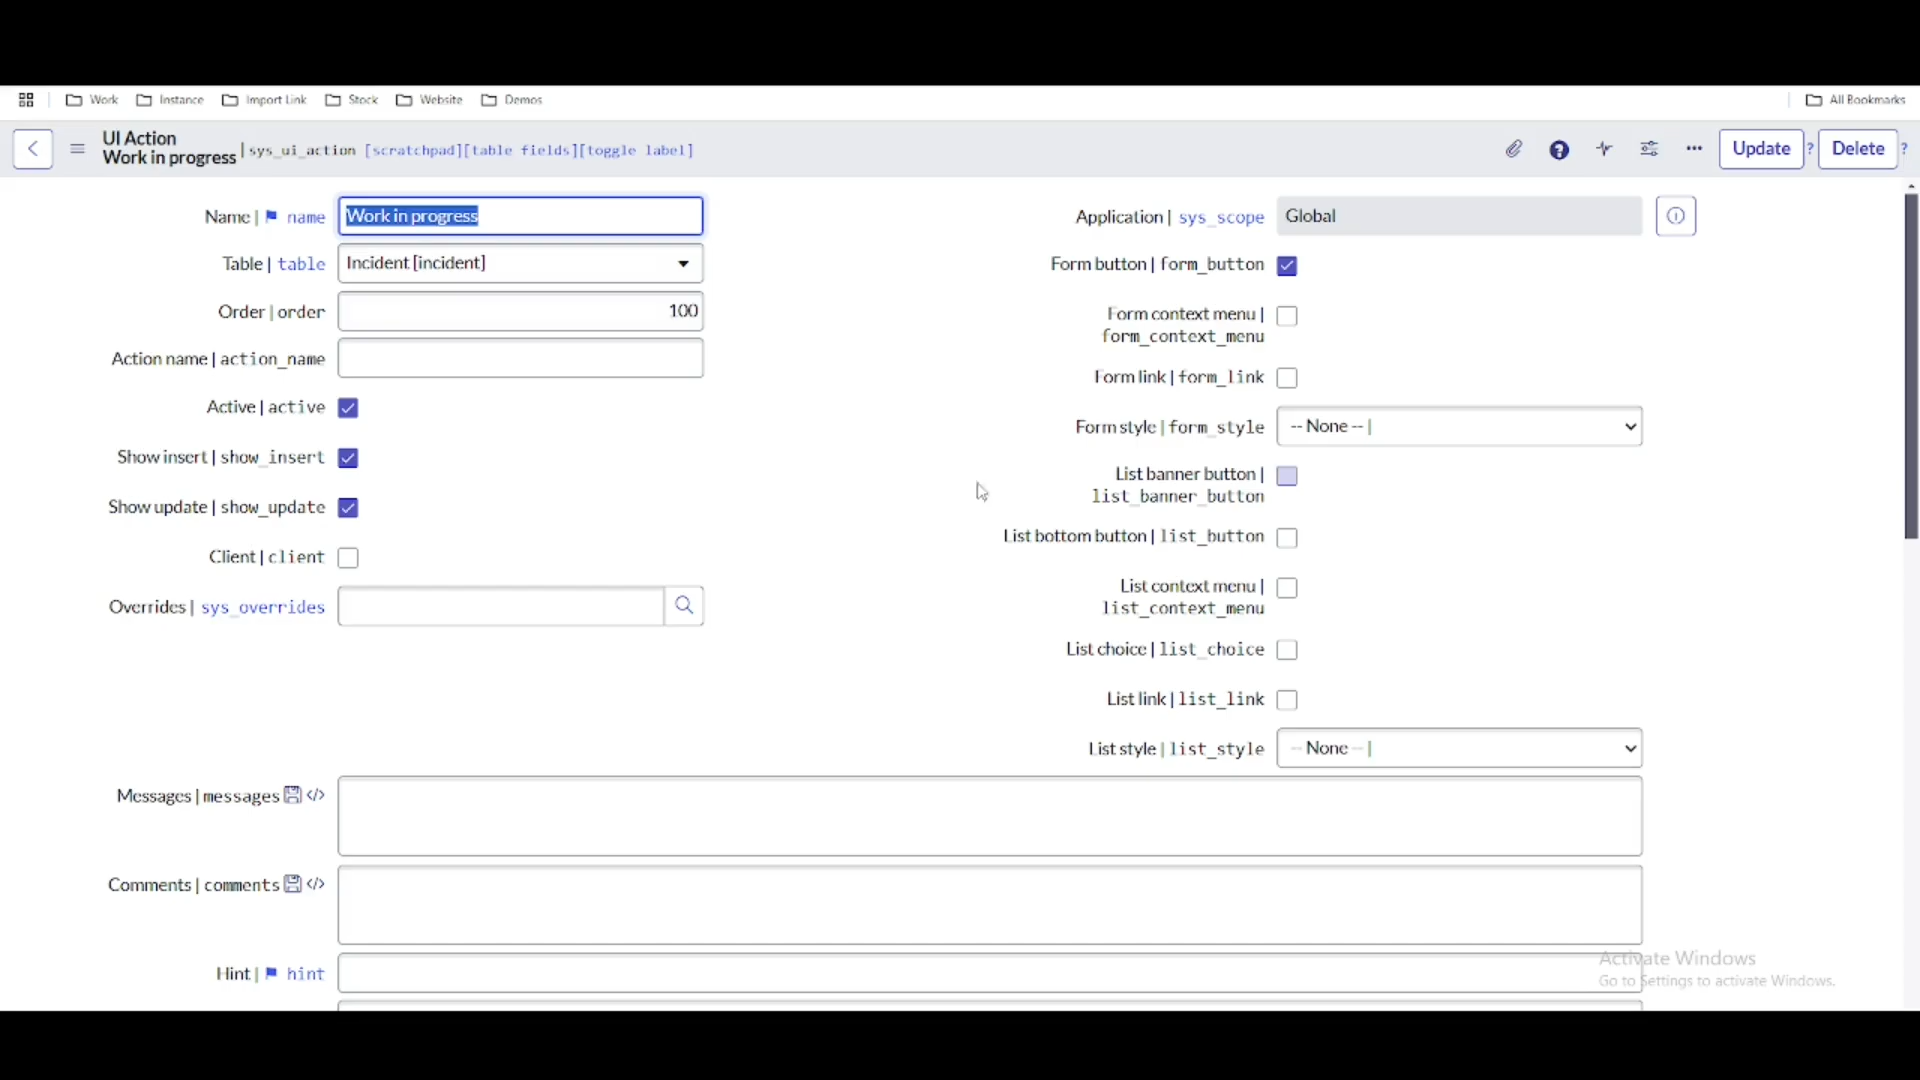 Work Instance Import Link Stock Website Demos All Bookmarks
UI Action
Work in progress | sys_ui_action [scratchpad][table fields][toggle label] Update ? Delete ?
Name | name Work in progress
Application | sys_scope Global
Table | table Incident [incident]
Form button | form_button
Order | order 100
Form context menu |
form_context_menu
Action name | action_name
Form link | form_link
Active | active
Form style | form_style -- None -- |
Show insert | show_insert
List banner button |
list_banner_button
Show update | show_update
List bottom button | list_button
Client | client
List context menu |
list_context_menu
Overrides | sys_overrides
List choice | list_choice
List link | list_link
List style | list_style -- None -- |
Messages | messages </>
Comments | comments </>
Hint | hint
Activate Windows
Go to Settings to activate Windows.